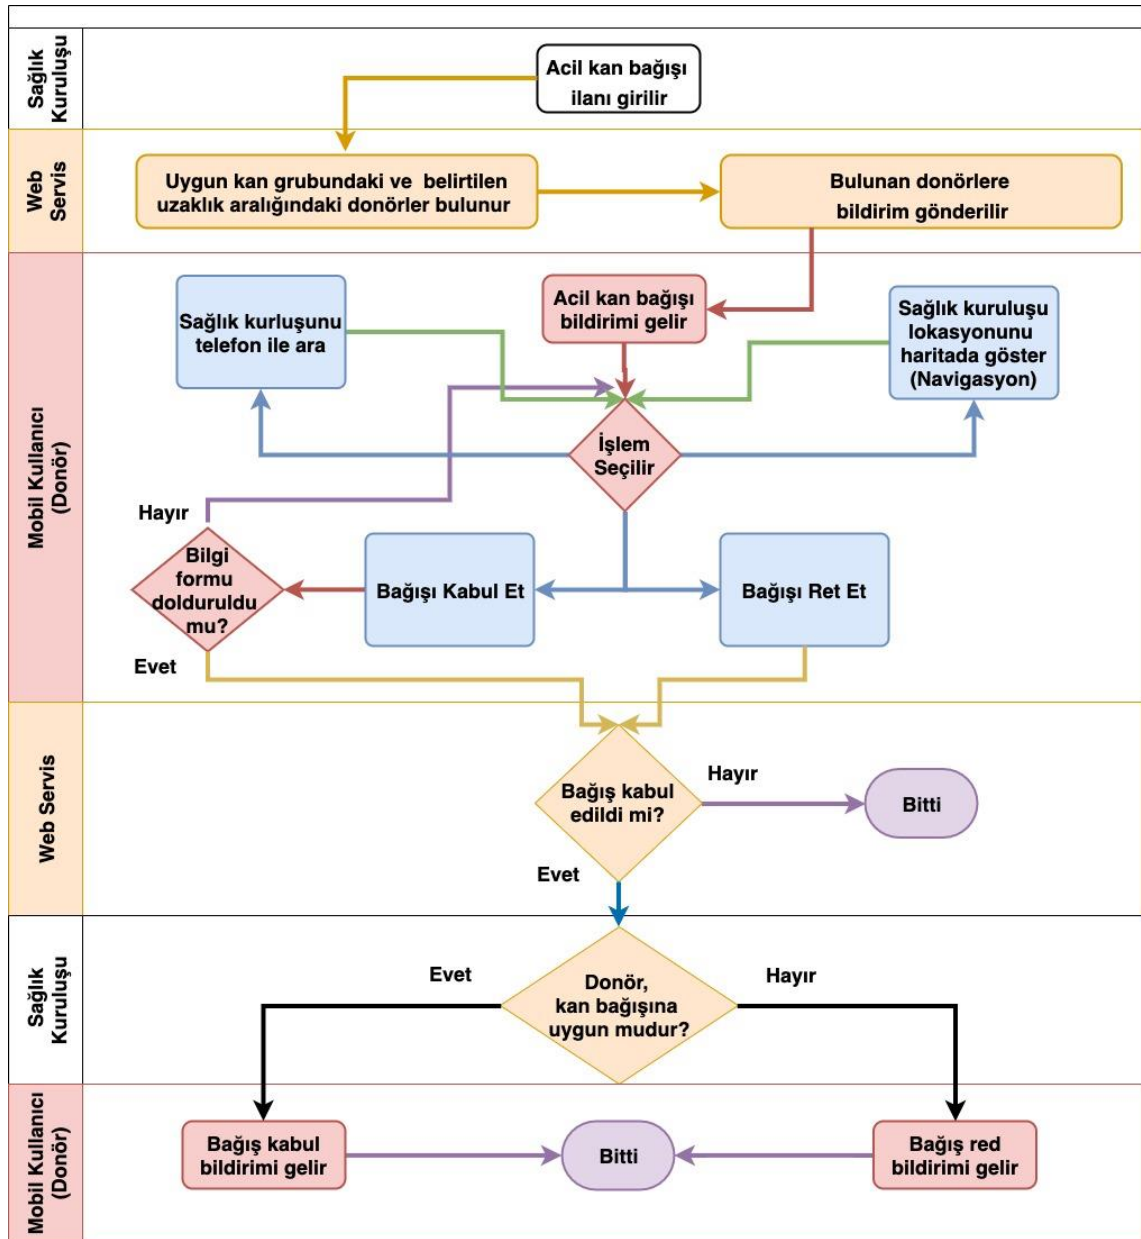 Sağlık
Kuruluşu
Acil kan bağışı
ilanı girilir
Web
Servis
Uygun kan grubundaki ve belirtilen
uzaklık aralığındaki donörler bulunur
Bulunan donörlere
bildirim gönderilir
Mobil Kullanıcı
(Donör)
Sağlık kurluşunu
telefon ile ara
Acil kan bağışı
bildirimi gelir
Sağlık kuruluşu
lokasyonunu
haritada göster
(Navigasyon)
İşlem
Seçilir
Hayır
Bilgi
formu
dolduruldu
mu?
Evet
Bağışı Kabul Et
Bağışı Ret Et
Web Servis
Bağış kabul
edildi mi?
Hayır
Bitti
Evet
Sağlık
Kuruluşu
Evet
Donör,
kan bağışına
uygun mudur?
Hayır
Mobil Kullanıcı
(Donör)
Bağış kabul
bildirimi gelir
Bitti
Bağış red
bildirimi gelir